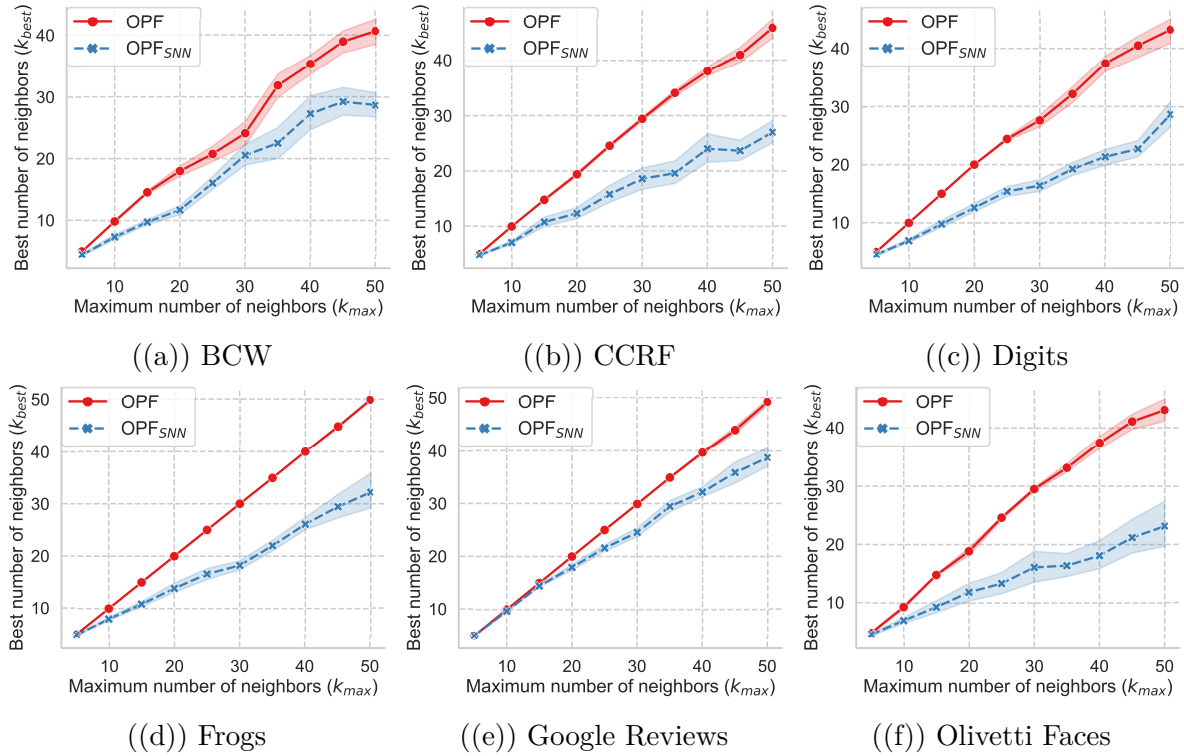 Best number of neighbors (k_best)
OPF
OPF_SNN
40
30
20
10
10 20 30 40 50
Maximum number of neighbors (k_max)
((a)) BCW
Best number of neighbors (k_best)
OPF
OPF_SNN
40
30
20
10
10 20 30 40 50
Maximum number of neighbors (k_max)
((b)) CCRF
Best number of neighbors (k_best)
OPF
OPF_SNN
40
30
20
10
10 20 30 40 50
Maximum number of neighbors (k_max)
((c)) Digits
Best number of neighbors (k_best)
OPF
OPF_SNN
50
40
30
20
10
10 20 30 40 50
Maximum number of neighbors (k_max)
((d)) Frogs
Best number of neighbors (k_best)
OPF
OPF_SNN
50
40
30
20
10
10 20 30 40 50
Maximum number of neighbors (k_max)
((e)) Google Reviews
Best number of neighbors (k_best)
OPF
OPF_SNN
40
30
20
10
10 20 30 40 50
Maximum number of neighbors (k_max)
((f)) Olivetti Faces